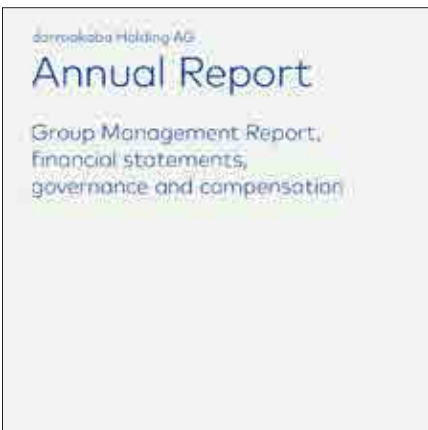 dormakaba Holding AG
Annual Report
Group Management Report,
financial statements,
governance and compensation